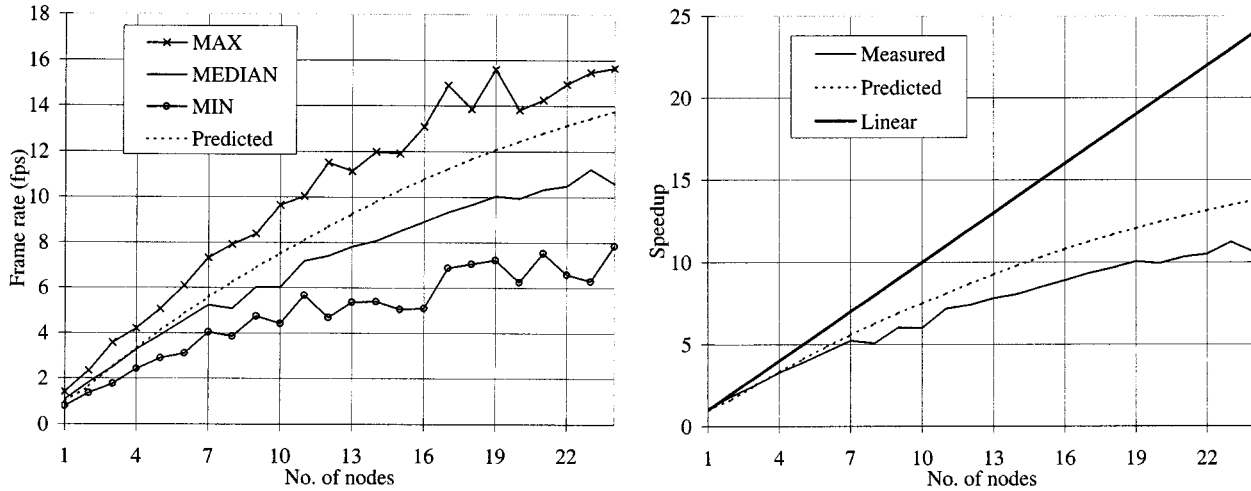 18
16
14
12
10
8
6
4
2
0
Frame rate (fps)
MAX
MEDIAN
MIN
Predicted
1 4 7 10 13 16 19 22
No. of nodes
25
20
15
10
5
0
Speedup
Measured
Predicted
Linear
1 4 7 10 13 16 19 22
No. of nodes